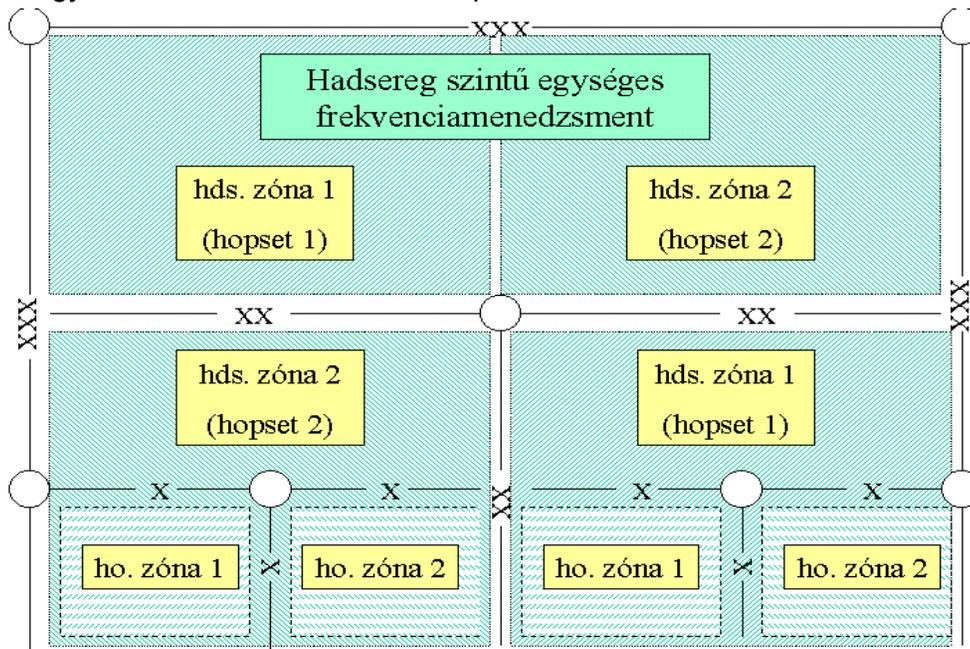 XXX
Hadsereg szintű egységes
frekvenciamenedzsment
hds. zóna 1
(hopset 1)
hds. zóna 2
(hopset 2)
XXX
XXX
XX
XX
hds. zóna 2
(hopset 2)
hds. zóna 1
(hopset 1)
X
X
XX
X
X
ho. zóna 1
X
ho. zóna 2
ho. zóna 1
X
ho. zóna 2